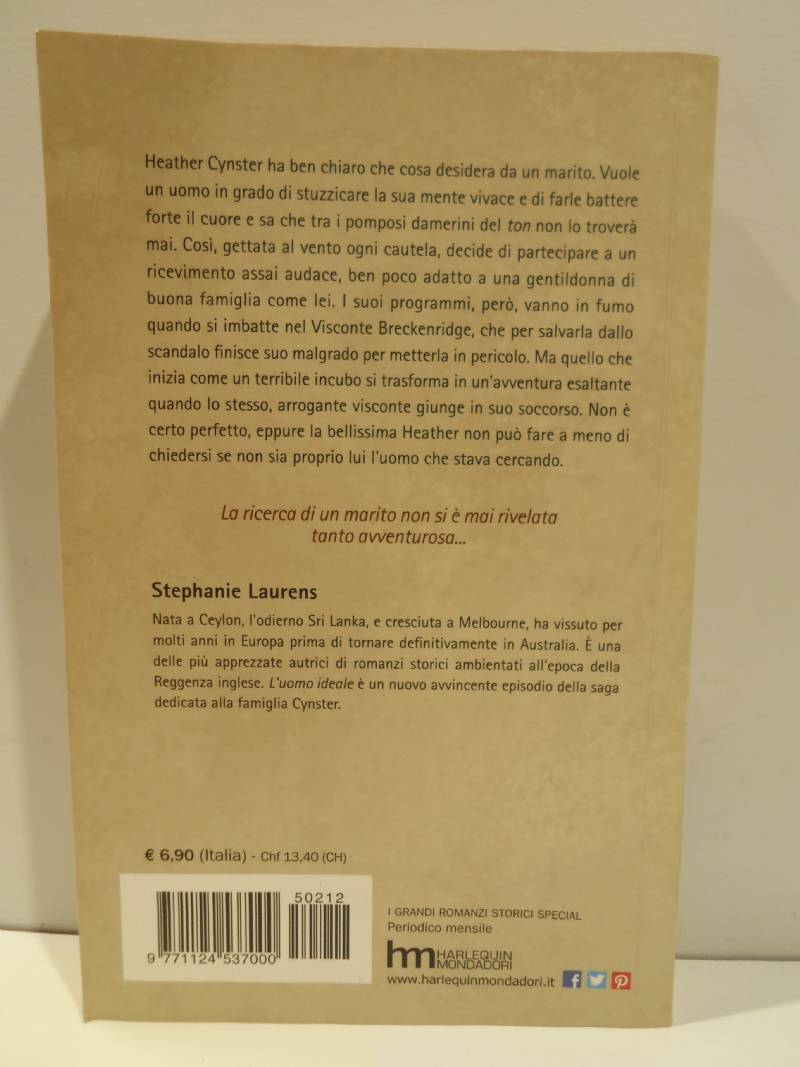 Heather Cynster ha ben chiaro che cosa desidera da un marito. Vuole
un uomo in grado di stuzzicare la sua mente vivace e di farle battere
forte il cuore e sa che tra i pomposi damerini del ton non lo troverà
mai. Così, gettata al vento ogni cautela, decide di partecipare a un
ricevimento assai audace, ben poco adatto a una gentildonna di
buona famiglia come lei. I suoi programmi, però, vanno in fumo
quando si imbatte nel Visconte Breckenridge, che per salvarla dallo
scandalo finisce suo malgrado per metterla in pericolo. Ma quello che
inizia come un terribile incubo si trasforma in un'avventura esaltante
quando lo stesso, arrogante visconte giunge in suo soccorso. Non è
certo perfetto, eppure la bellissima Heather non può fare a meno di
chiedersi se non sia proprio lui l'uomo che stava cercando.
La ricerca di un marito non si è mai rivelata
tanto avventurosa...
Stephanie Laurens
Nata a Ceylon, l'odierno Sri Lanka, e cresciuta a Melbourne, ha vissuto per
molti anni in Europa prima di tornare definitivamente in Australia. È una
delle più apprezzate autrici di romanzi storici ambientati all'epoca della
Reggenza inglese. L'uomo ideale è un nuovo avvincente episodio della saga
dedicata alla famiglia Cynster.
€ 6,90 (Italia) - Chf 13,40 (CH)
50212
9 771124 537000
I GRANDI ROMANZI STORICI SPECIAL
Periodico mensile
hm HARLEQUIN
MONDADORI
www.harlequinmondadori.it